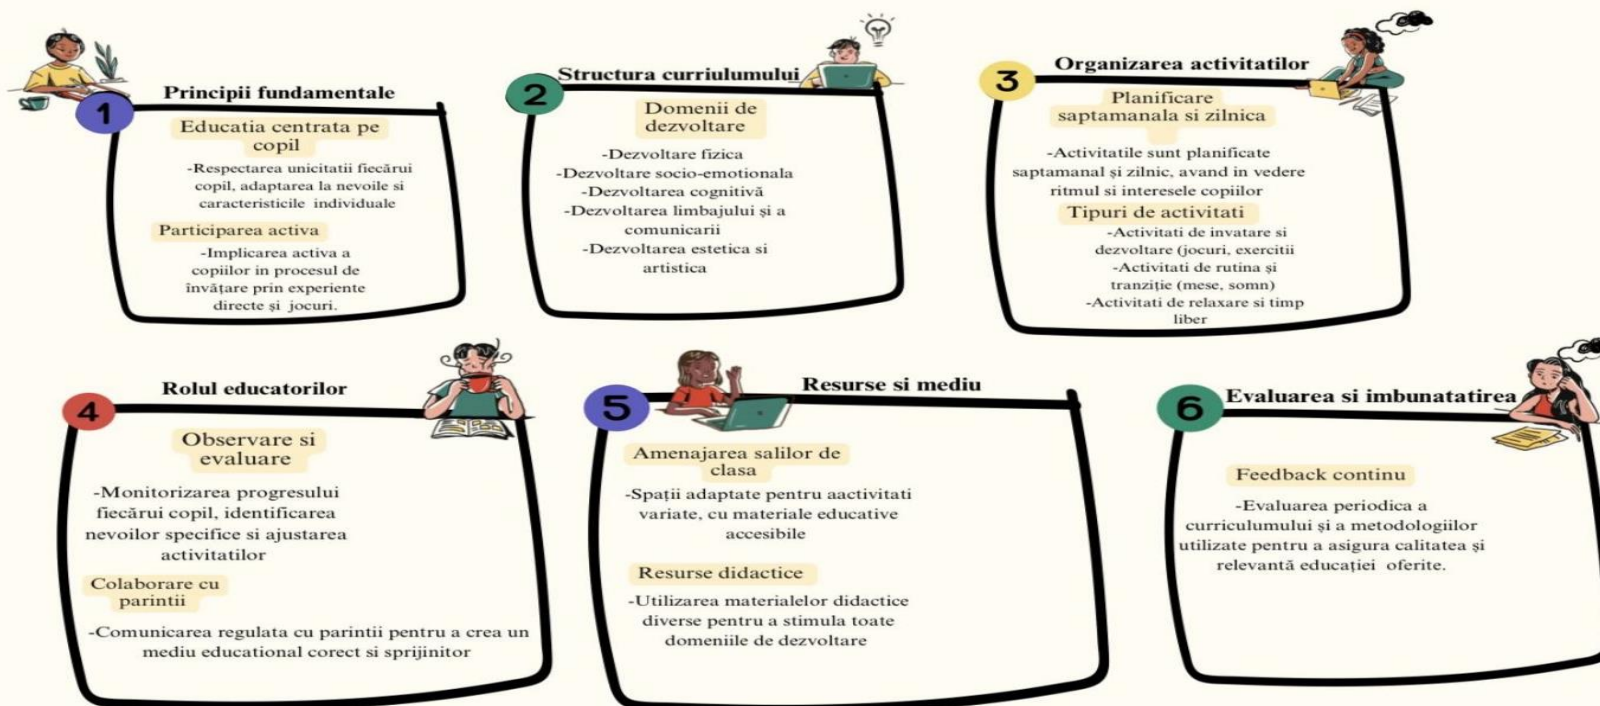 1
Principii fundamentale
Educatia centrata pe
copil
-Respectarea unicitatii fiecărui
copil, adaptarea la nevoile si
caracteristicile individuale
Participarea activa
-Implicarea activa a
copiilor in procesul de
învățare prin experiente
directe și jocuri.
2
Structura curriulumului
Domenii de
dezvoltare
-Dezvoltare fizica
-Dezvoltare socio-emotionala
-Dezvoltarea cognitivă
-Dezvoltarea limbajului și a
comunicarii
-Dezvoltarea estetica si
artistica
3
Organizarea activitatilor
Planificare
saptamanala si zilnica
-Activitatile sunt planificate
saptamanal și zilnic, avand in vedere
ritmul si interesele copiilor
Tipuri de activitati
-Activitati de invatare si
dezvoltare (jocuri, exercitii
-Activitati de rutina și
tranziție (mese, somn)
-Activitati de relaxare si timp
liber
4
Rolul educatorilor
Observare si
evaluare
-Monitorizarea progresului
fiecărui copil, identificarea
nevoilor specifice si ajustarea
activitatilor
Colaborare cu
parintii
-Comunicarea regulata cu parintii pentru a crea un
mediu educational corect si sprijinitor
5
Resurse si mediu
Amenajarea salilor de
clasa
-Spații adaptate pentru aactivitati
variate, cu materiale educative
accesibile
Resurse didactice
-Utilizarea materialelor didactice
diverse pentru a stimula toate
domeniile de dezvoltare
6
Evaluarea si imbunatatirea
Feedback continu
-Evaluarea periodica a
curriculumului și a metodologiilor
utilizate pentru a asigura calitatea și
relevantă educației oferite.